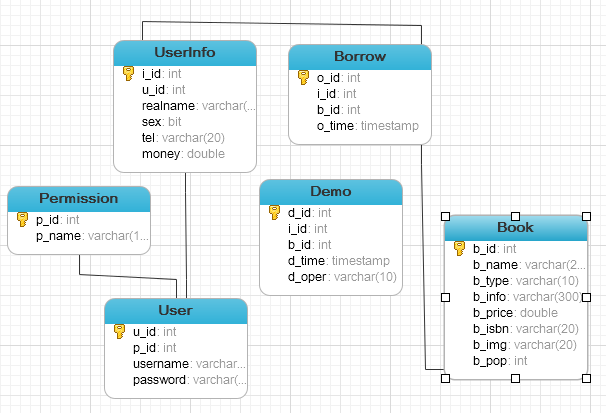 UserInfo
i_id: int
u_id: int
realname: varchar(...
sex: bit
tel: varchar(20)
money: double
Borrow
o_id: int
i_id: int
b_id: int
o_time: timestamp
Permission
p_id: int
p_name: varchar(1...
Demo
d_id: int
i_id: int
b_id: int
d_time: timestamp
d_oper: varchar(10)
Book
b_id: int
b_name: varchar(2...
b_type: varchar(10)
b_info: varchar(300)
b_price: double
b_isbn: varchar(20)
b_img: varchar(20)
b_pop: int
User
u_id: int
p_id: int
username: varchar...
password: varchar(...